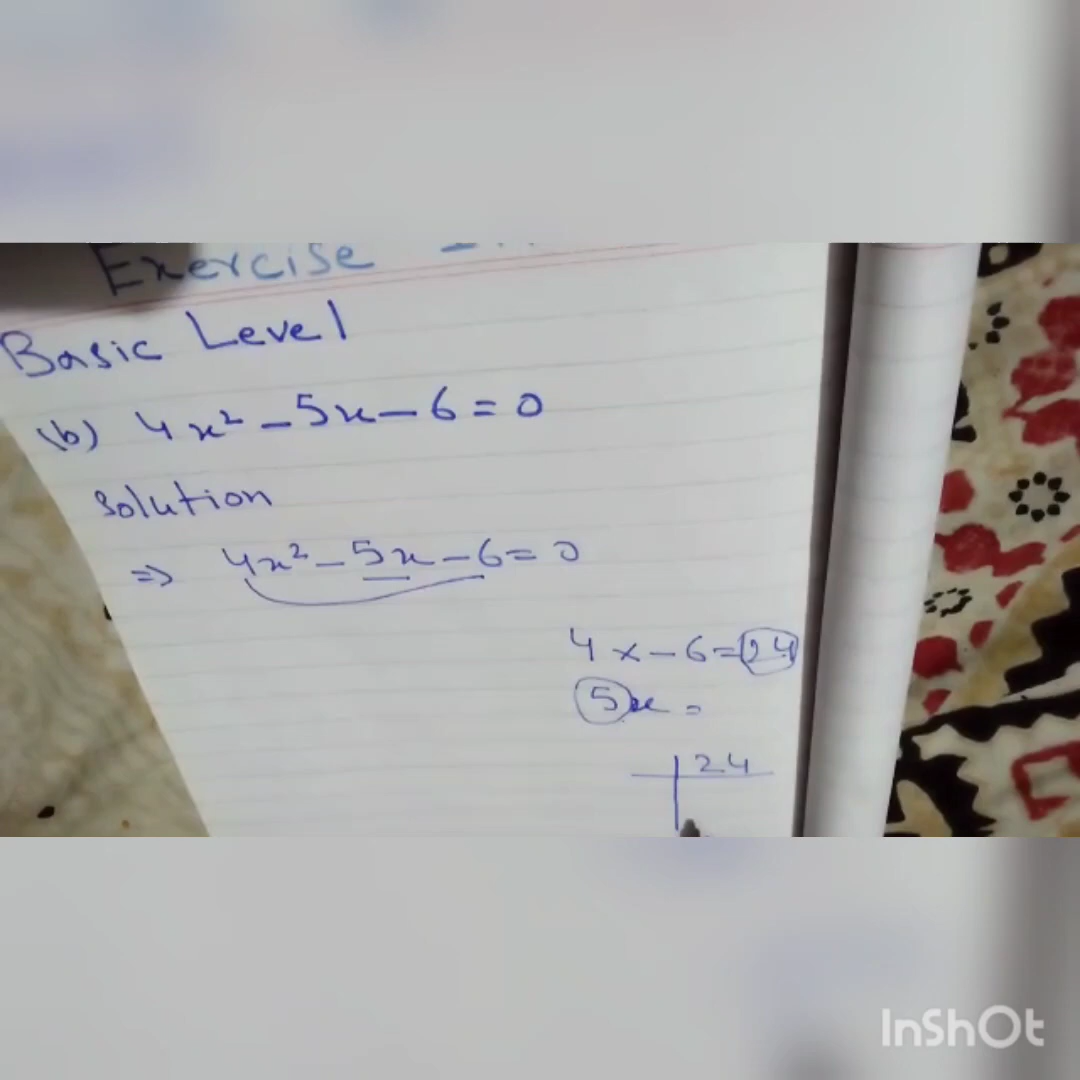 Exercise
Basic Level
(b) 4x² - 5x - 6 = 0
Solution
=> 4x² - 5x - 6 = 0
4 x - 6 = 24
5x =
24
InShOt